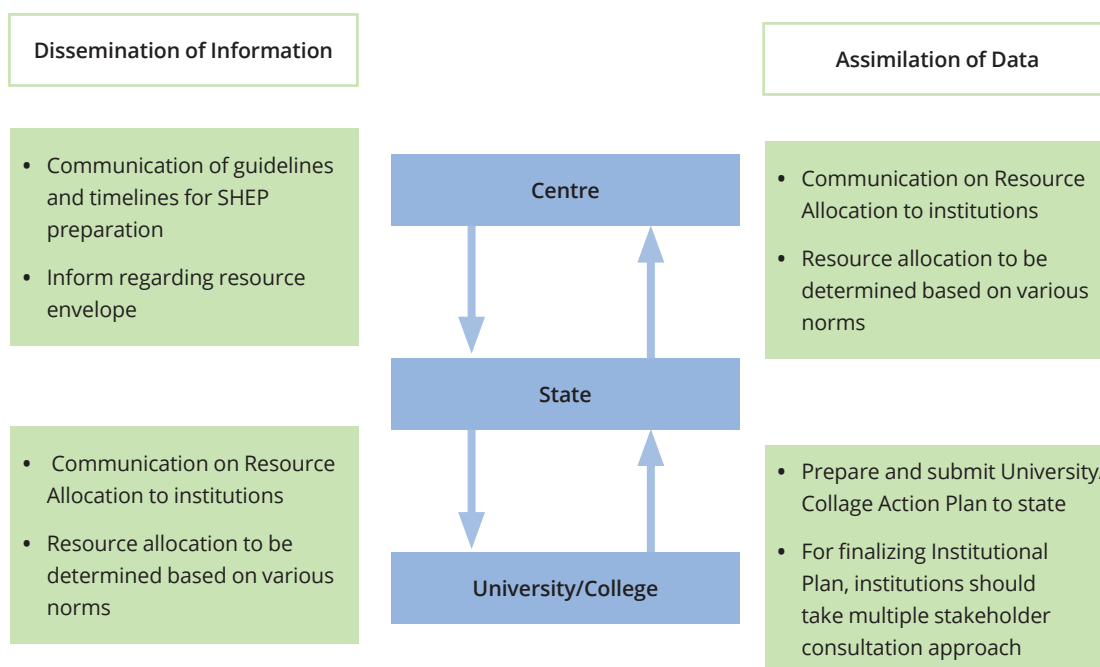 Dissemination of Information
• Communication of guidelines
and timelines for SHEP
preparation
• Inform regarding resource
envelope
• Communication on Resource
Allocation to institutions
• Resource allocation to be
determined based on various
norms
Centre
State
University/College
Assimilation of Data
• Communication on Resource
Allocation to institutions
• Resource allocation to be
determined based on various
norms
• Prepare and submit University/
Collage Action Plan to state
• For finalizing Institutional
Plan, institutions should
take multiple stakeholder
consultation approach